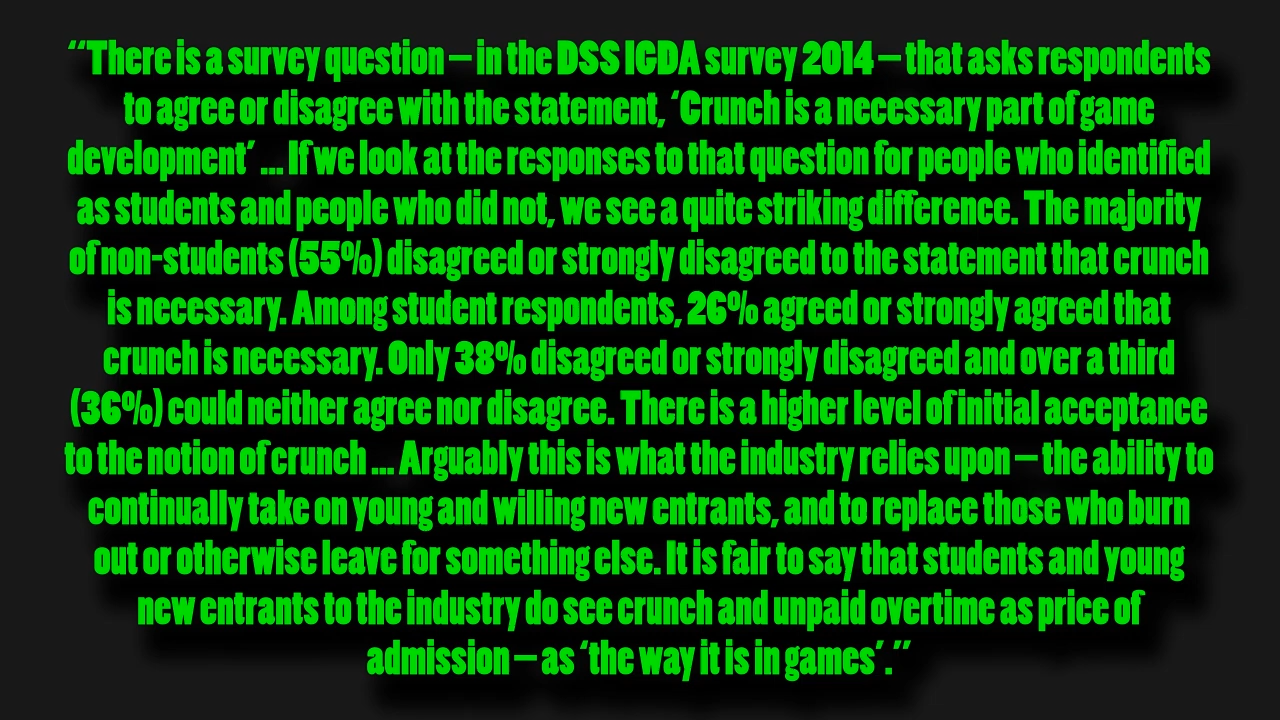 “There is a survey question – in the DSS IGDA survey 2014 – that asks respondents
to agree or disagree with the statement, ‘Crunch is a necessary part of game
development’ ... If we look at the responses to that question for people who identified
as students and people who did not, we see a quite striking difference. The majority
of non-students (55%) disagreed or strongly disagreed to the statement that crunch
is necessary. Among student respondents, 26% agreed or strongly agreed that
crunch is necessary. Only 38% disagreed or strongly disagreed and over a third
(36%) could neither agree nor disagree. There is a higher level of initial acceptance
to the notion of crunch ... Arguably this is what the industry relies upon – the ability to
continually take on young and willing new entrants, and to replace those who burn
out or otherwise leave for something else. It is fair to say that students and young
new entrants to the industry do see crunch and unpaid overtime as price of
admission – as ‘the way it is in games’.”